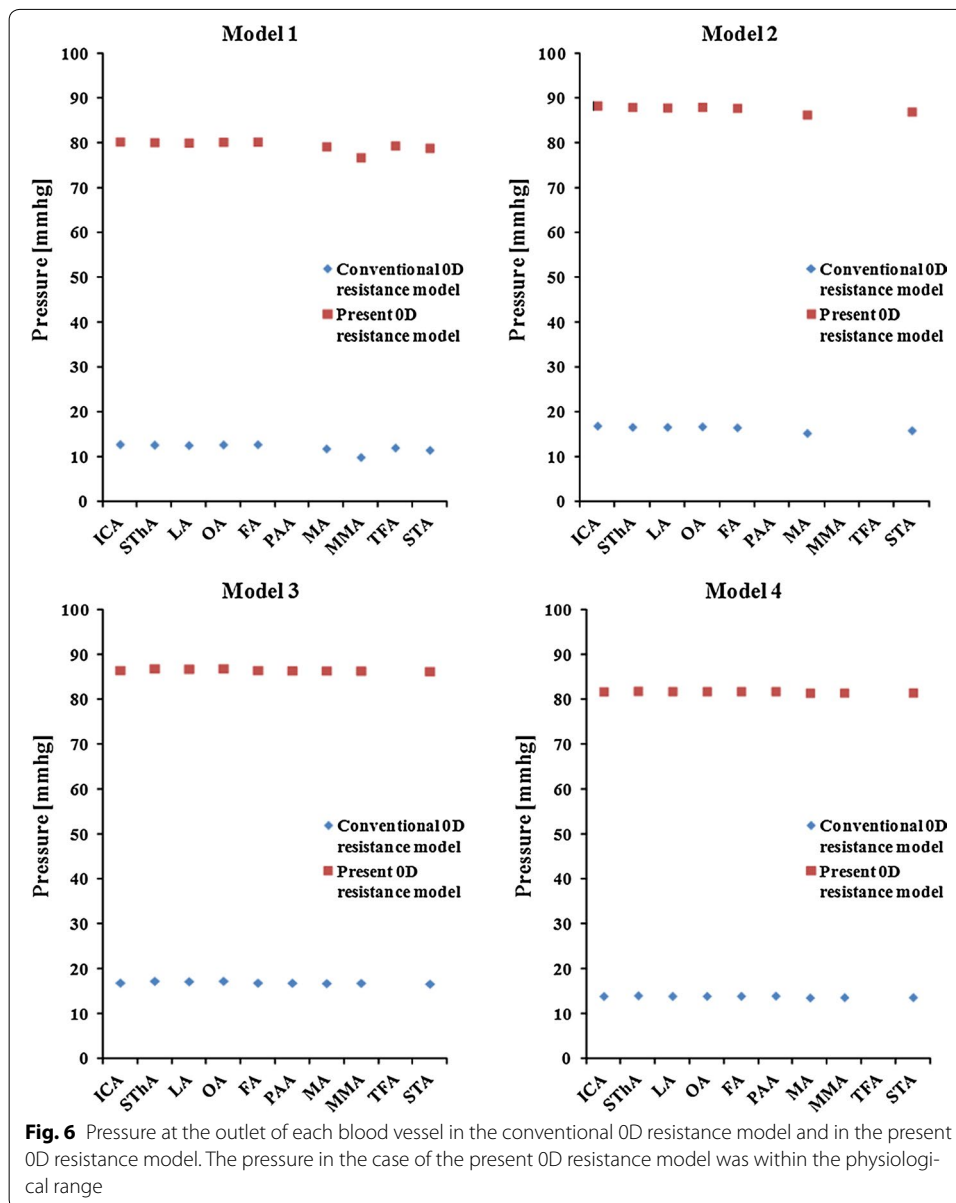 Model 1
100
90
80
70
60
50
40
30
20
10
0
Pressure [mmhg]
Conventional 0D
resistance model
Present 0D
resistance model
ICA
SThA
LA
OA
FA
PAA
MA
MMA
TFA
STA
Model 2
100
90
80
70
60
50
40
30
20
10
0
Pressure [mmhg]
Conventional 0D
resistance model
Present 0D
resistance model
ICA
SThA
LA
OA
FA
PAA
MA
MMA
TFA
STA
Model 3
100
90
80
70
60
50
40
30
20
10
0
Pressure [mmhg]
Conventional 0D
resistance model
Present 0D
resistance model
ICA
SThA
LA
OA
FA
PAA
MA
MMA
TFA
STA
Model 4
100
90
80
70
60
50
40
30
20
10
0
Pressure [mmhg]
Conventional 0D
resistance model
Present 0D
resistance model
ICA
SThA
LA
OA
FA
PAA
MA
MMA
TFA
STA
Fig. 6 Pressure at the outlet of each blood vessel in the conventional 0D resistance model and in the present
0D resistance model. The pressure in the case of the present 0D resistance model was within the physiologi-
cal range